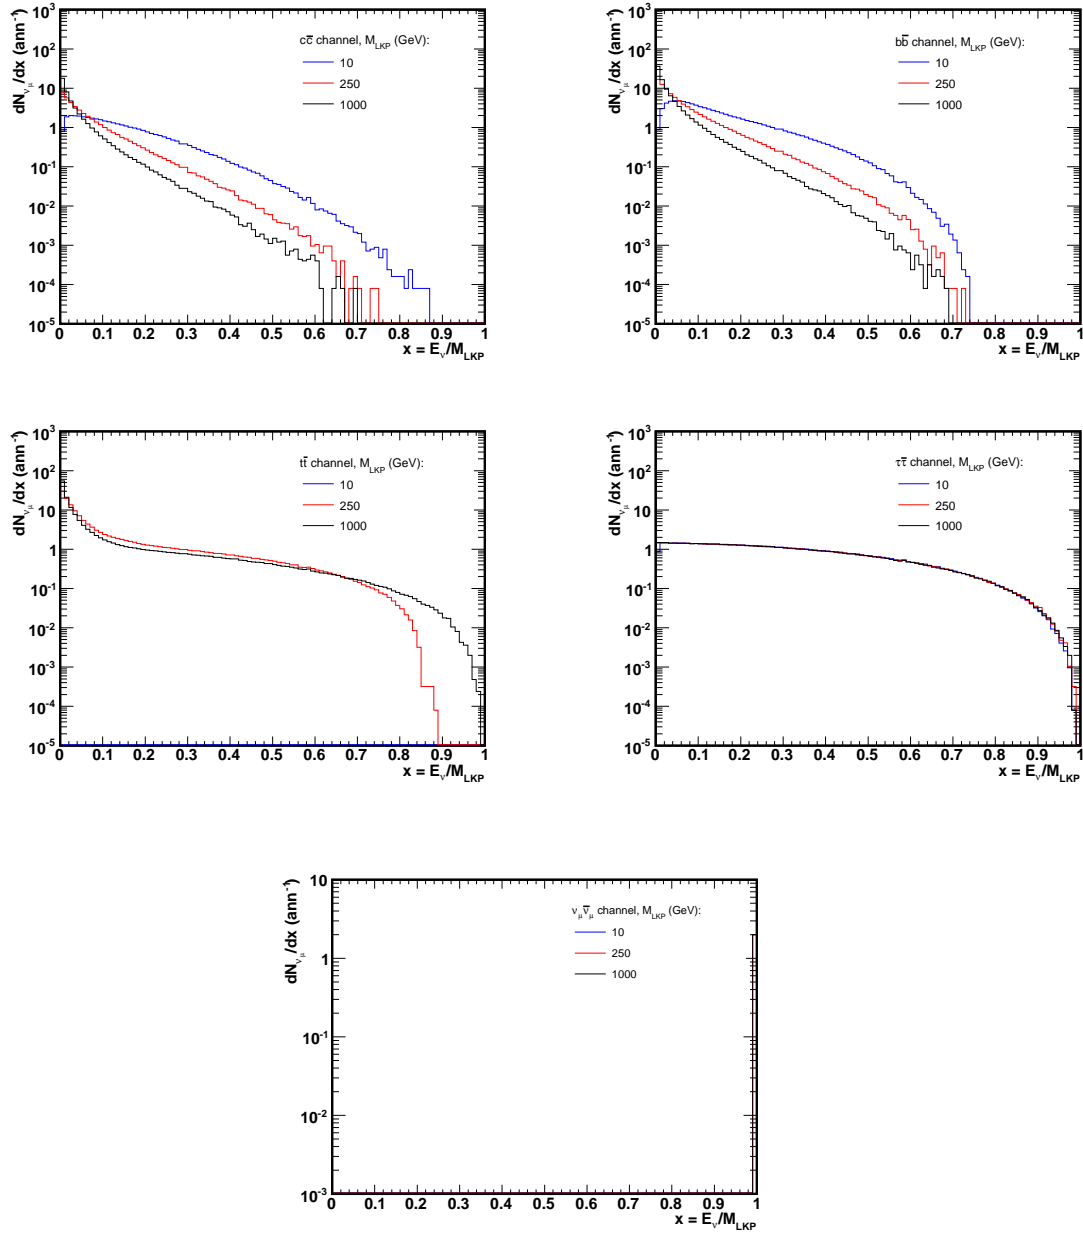 cc̅ channel, M_LKP (GeV):
10
250
1000
dN_νμ/dx (ann⁻¹)
10³
10²
10
1
10⁻¹
10⁻²
10⁻³
10⁻⁴
10⁻⁵
0 0.1 0.2 0.3 0.4 0.5 0.6 0.7 0.8 0.9 1
x = E_ν/M_LKP
bb̅ channel, M_LKP (GeV):
10
250
1000
dN_νμ/dx (ann⁻¹)
10³
10²
10
1
10⁻¹
10⁻²
10⁻³
10⁻⁴
10⁻⁵
0 0.1 0.2 0.3 0.4 0.5 0.6 0.7 0.8 0.9 1
x = E_ν/M_LKP
tt̅ channel, M_LKP (GeV):
10
250
1000
dN_νμ/dx (ann⁻¹)
10³
10²
10
1
10⁻¹
10⁻²
10⁻³
10⁻⁴
10⁻⁵
0 0.1 0.2 0.3 0.4 0.5 0.6 0.7 0.8 0.9 1
x = E_ν/M_LKP
ττ̅ channel, M_LKP (GeV):
10
250
1000
dN_νμ/dx (ann⁻¹)
10³
10²
10
1
10⁻¹
10⁻²
10⁻³
10⁻⁴
10⁻⁵
0 0.1 0.2 0.3 0.4 0.5 0.6 0.7 0.8 0.9 1
x = E_ν/M_LKP
ν_μν̅_μ channel, M_LKP (GeV):
10
250
1000
dN_νμ/dx (ann⁻¹)
10
1
10⁻¹
10⁻²
10⁻³
0 0.1 0.2 0.3 0.4 0.5 0.6 0.7 0.8 0.9 1
x = E_ν/M_LKP